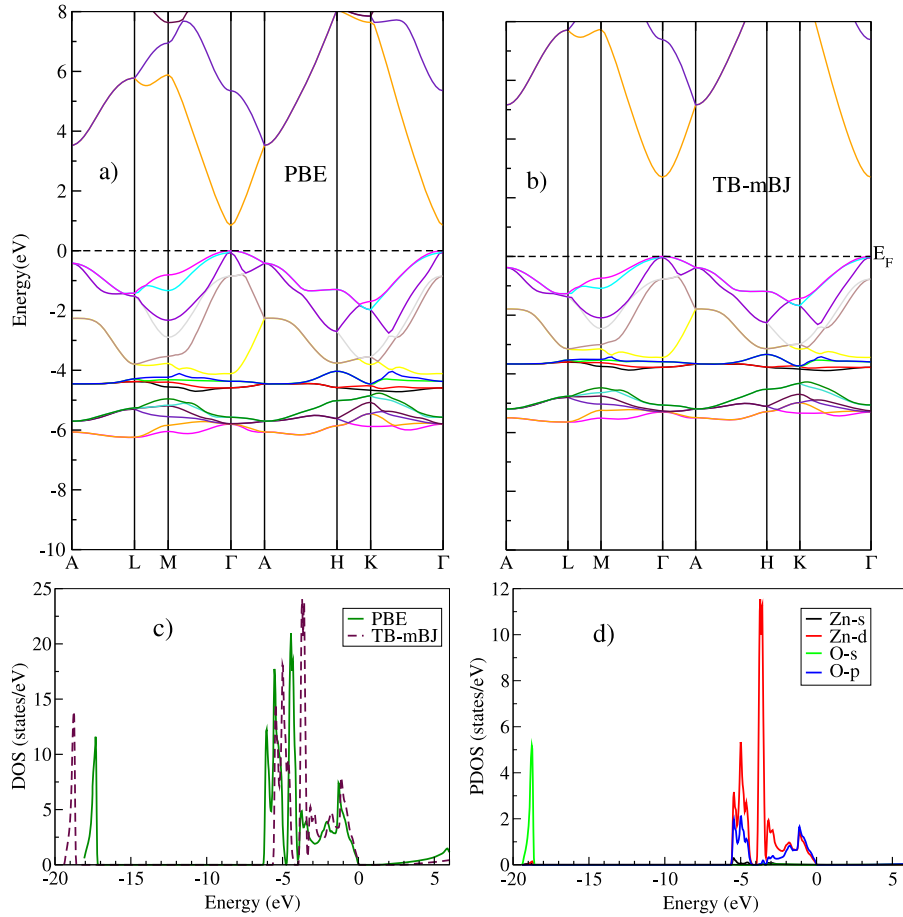 8
6
4
2
0
-2
-4
-6
-8
-10
Energy(eV)
a)
PBE
A L M Γ A H K Γ
b)
TB-mBJ
E_F
A L M Γ A H K Γ
25
20
15
10
5
0
DOS (states/eV)
c)
PBE
TB-mBJ
-20 -15 -10 -5 0 5
Energy (eV)
12
10
8
6
4
2
0
PDOS (states/eV)
d)
Zn-s
Zn-d
O-s
O-p
-20 -15 -10 -5 0 5
Energy (eV)